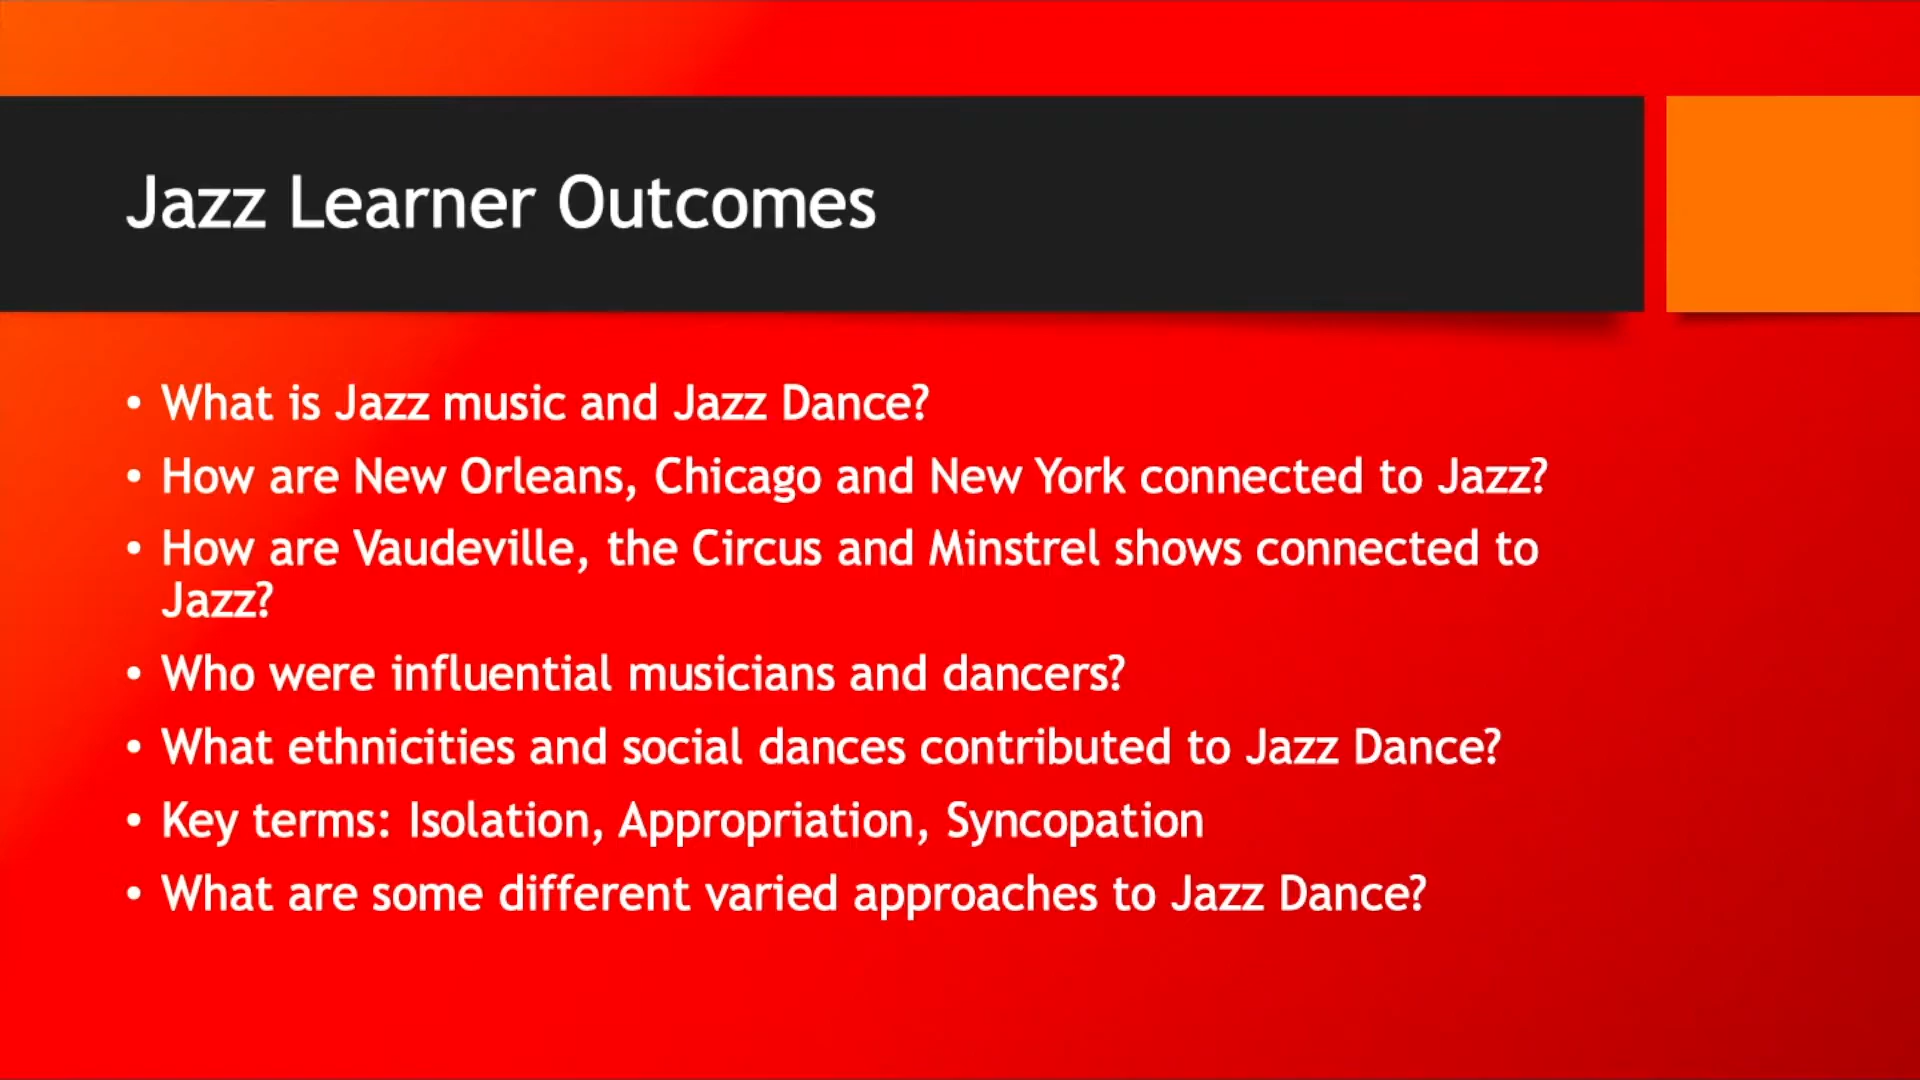 Jazz Learner Outcomes
• What is Jazz music and Jazz Dance?
• How are New Orleans, Chicago and New York connected to Jazz?
• How are Vaudeville, the Circus and Minstrel shows connected to
Jazz?
• Who were influential musicians and dancers?
• What ethnicities and social dances contributed to Jazz Dance?
• Key terms: Isolation, Appropriation, Syncopation
• What are some different varied approaches to Jazz Dance?